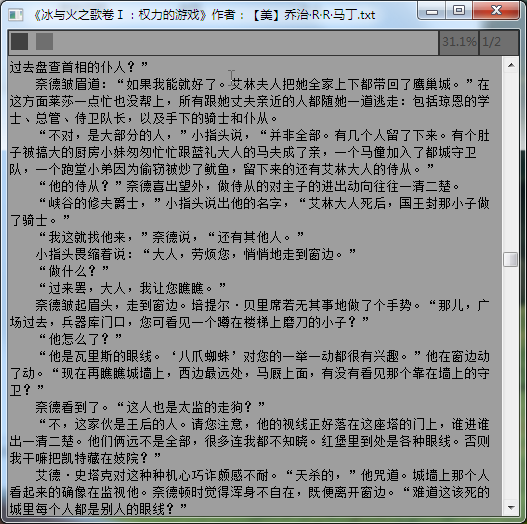 《冰与火之歌卷Ⅰ：权力的游戏》作者：【美】乔治·R·R·马丁.txt
31.1% 1/2
过去盘查首相的仆人？”
奈德皱眉道：“如果我能就好了。艾林夫人把她全家上下都带回了鹰巢城。”在
这方面莱莎一点忙也没帮上，所有跟她丈夫亲近的人都随她一道逃走：包括琼恩的学
士、总管、侍卫队长，以及手下的骑士和仆从。
“不对，是大部分的人，”小指头说，“并非全部。有几个人留了下来。有个肚
子被搞大的厨房小妹匆匆忙忙跟蓝礼大人的马夫成了亲，一个马僮加入了都城守卫
队，一个跑堂小弟因为偷窃被炒了鱿鱼，留下来的还有艾林大人的侍从。”
“他的侍从？”奈德喜出望外，做侍从的对主子的进出动向往往一清二楚。
“峡谷的修夫爵士，”小指头说出他的名字，“艾林大人死后，国王封那小子做
了骑士。”
“我这就找他来，”奈德说，“还有其他人。”
小指头畏缩着说：“大人，劳烦您，悄悄地走到窗边。”
“做什么？”
“过来罢，大人，我让您瞧瞧。”
奈德皱起眉头，走到窗边。培提尔·贝里席若无其事地做了个手势。“那儿，广
场过去，兵器库门口，您可看见一个蹲在楼梯上磨刀的小子？”
“他怎么了？”
“他是瓦里斯的眼线。‘八爪蜘蛛’对您的一举一动都很有兴趣。”他在窗边动
了动。“现在再瞧瞧城墙上，西边最远处，马厩上面，有没有看见那个靠在墙上的守
卫？”
奈德看到了。“这人也是太监的走狗？”
“不，这家伙是王后的人。请您注意，他的视线正好落在这座塔的门上，谁进谁
出一清二楚。他们俩远不是全部，很多连我都不知晓。红堡里到处是各种眼线。否则
我干嘛把凯特藏在妓院？”
艾德·史塔克对这种种机心巧诈颇感不耐。“天杀的，”他咒道。城墙上那个人
看起来的确像在监视他。奈德顿时觉得浑身不自在，既便离开窗边。“难道这该死的
城里每个人都是别人的眼线？”